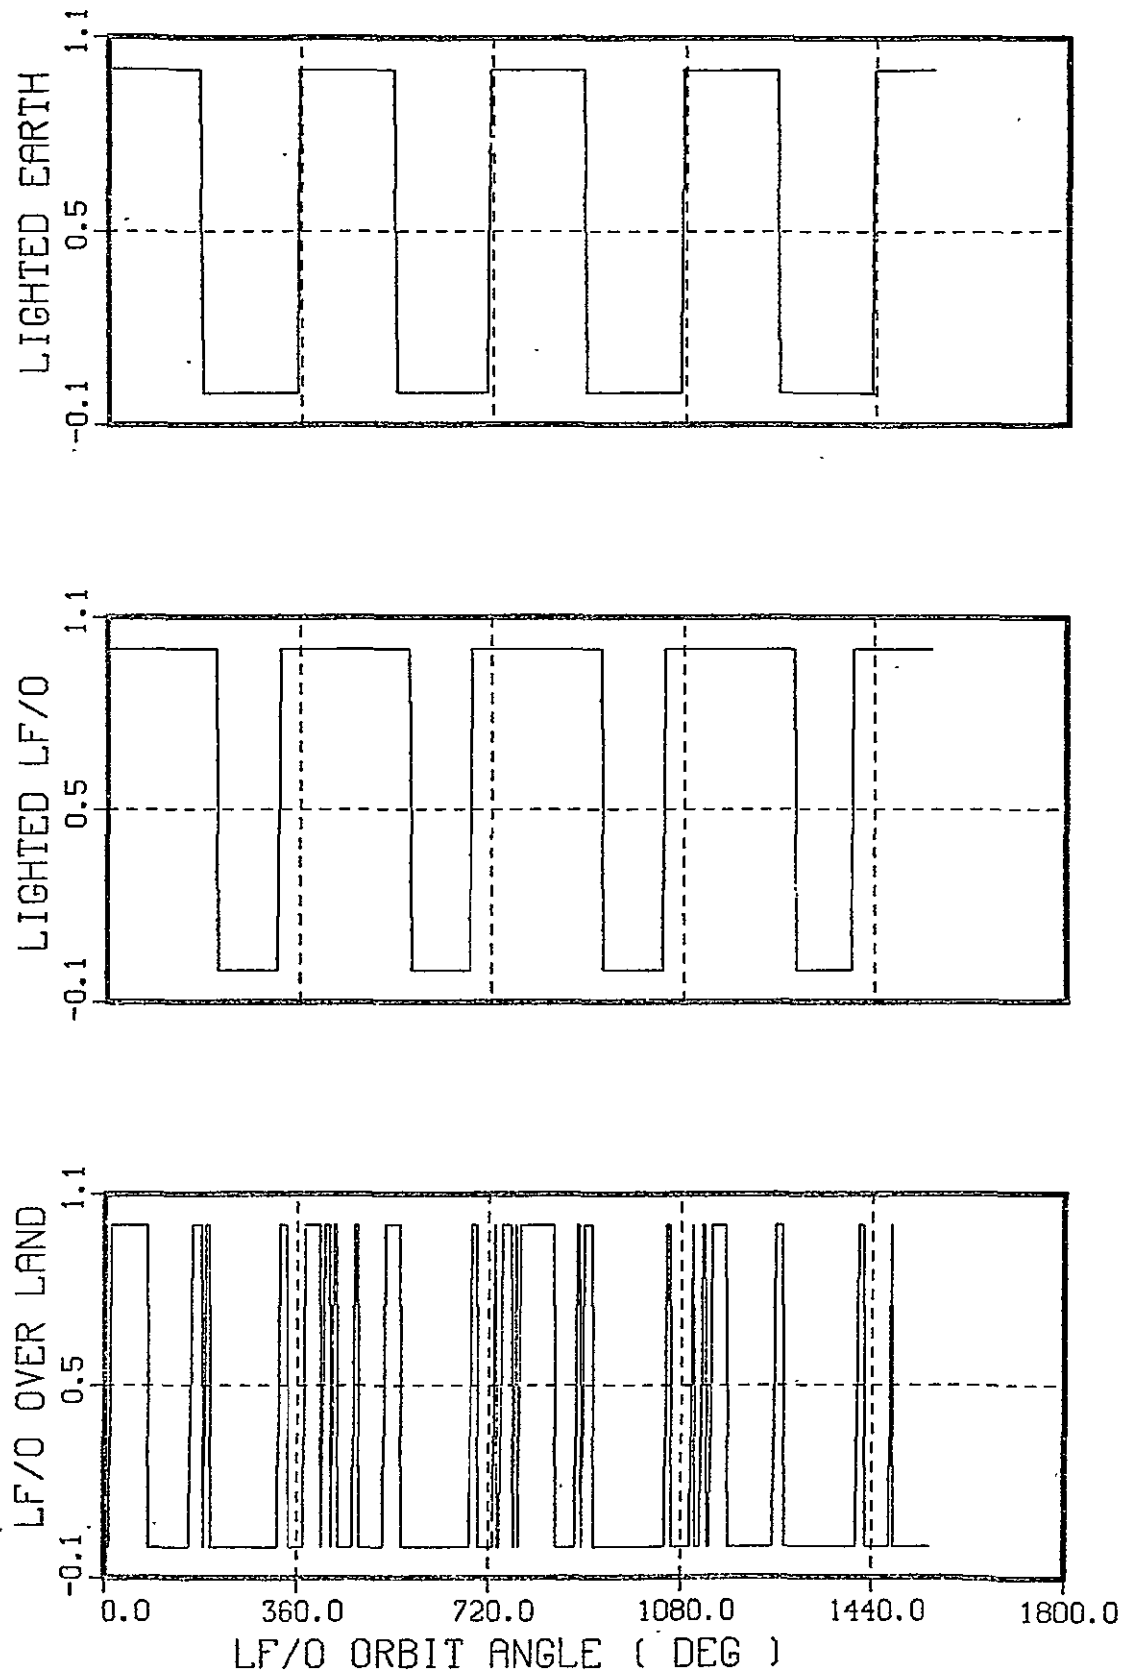 LIGHTED EARTH
1.1
0.5
-0.1
LIGHTED LF/O
1.1
0.5
-0.1
LF/O OVER LAND
1.1
0.5
-0.1
0.0 360.0 720.0 1080.0 1440.0 1800.0
LF/O ORBIT ANGLE ( DEG )